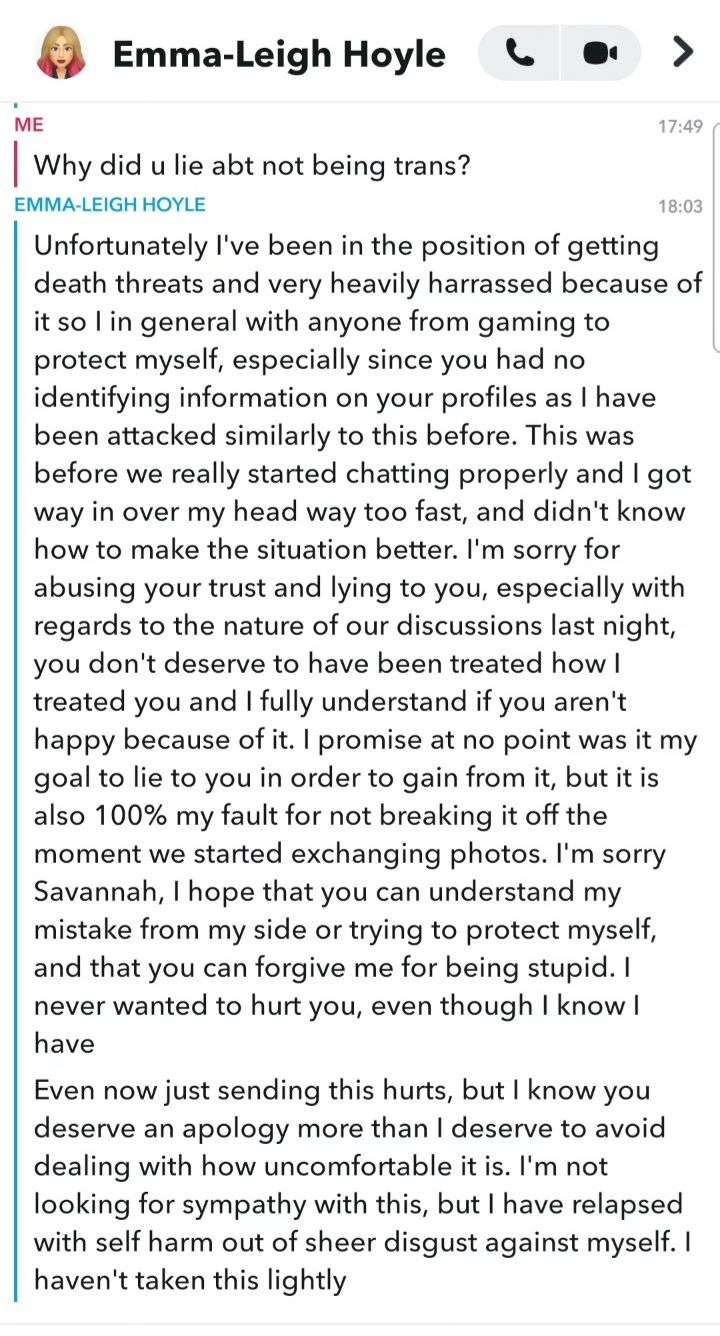 Emma-Leigh Hoyle
ME
17:49
Why did u lie abt not being trans?
EMMA-LEIGH HOYLE
18:03
Unfortunately I've been in the position of getting
death threats and very heavily harrassed because of
it so I in general with anyone from gaming to
protect myself, especially since you had no
identifying information on your profiles as I have
been attacked similarly to this before. This was
before we really started chatting properly and I got
way in over my head way too fast, and didn't know
how to make the situation better. I'm sorry for
abusing your trust and lying to you, especially with
regards to the nature of our discussions last night,
you don't deserve to have been treated how I
treated you and I fully understand if you aren't
happy because of it. I promise at no point was it my
goal to lie to you in order to gain from it, but it is
also 100% my fault for not breaking it off the
moment we started exchanging photos. I'm sorry
Savannah, I hope that you can understand my
mistake from my side or trying to protect myself,
and that you can forgive me for being stupid. I
never wanted to hurt you, even though I know I
have
Even now just sending this hurts, but I know you
deserve an apology more than I deserve to avoid
dealing with how uncomfortable it is. I'm not
looking for sympathy with this, but I have relapsed
with self harm out of sheer disgust against myself. I
haven't taken this lightly